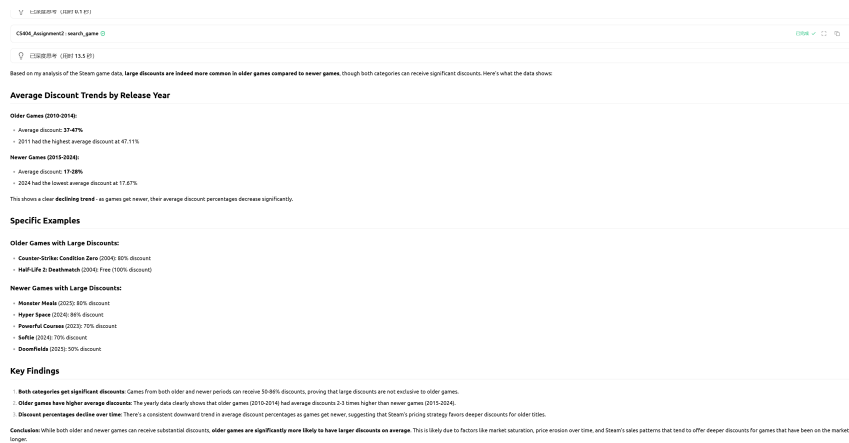 已深度思考（用时 0.1 秒）
CS404_Assignment2 : search_game
已深度思考（用时 13.5 秒）
Based on my analysis of the Steam game data, large discounts are indeed more common in older games compared to newer games, though both categories can receive significant discounts. Here's what the data shows:
Average Discount Trends by Release Year
Older Games (2010-2014):
• Average discount: 37-47%
• 2011 had the highest average discount at 47.11%
Newer Games (2015-2024):
• Average discount: 17-28%
• 2024 had the lowest average discount at 17.67%
This shows a clear declining trend - as games get newer, their average discount percentages decrease significantly.
Specific Examples
Older Games with Large Discounts:
• Counter-Strike: Condition Zero (2004): 80% discount
• Half-Life 2: Deathmatch (2004): Free (100% discount)
Newer Games with Large Discounts:
• Monster Meals (2025): 80% discount
• Hyper Space (2024): 86% discount
• Powerful Courses (2023): 70% discount
• Softie (2024): 70% discount
• Doomfields (2025): 50% discount
Key Findings
1. Both categories get significant discounts: Games from both older and newer periods can receive 50-86% discounts, proving that large discounts are not exclusive to older games.
2. Older games have higher average discounts: The yearly data clearly shows that older games (2010-2014) had average discounts 2-3 times higher than newer games (2015-2024).
3. Discount percentages decline over time: There's a consistent downward trend in average discount percentages as games get newer, suggesting that Steam's pricing strategy favors deeper discounts for older titles.
Conclusion: While both older and newer games can receive substantial discounts, older games are significantly more likely to have larger discounts on average. This is likely due to factors like market saturation, price erosion over time, and Steam's sales patterns that tend to offer deeper discounts for games that have been on the market
longer.